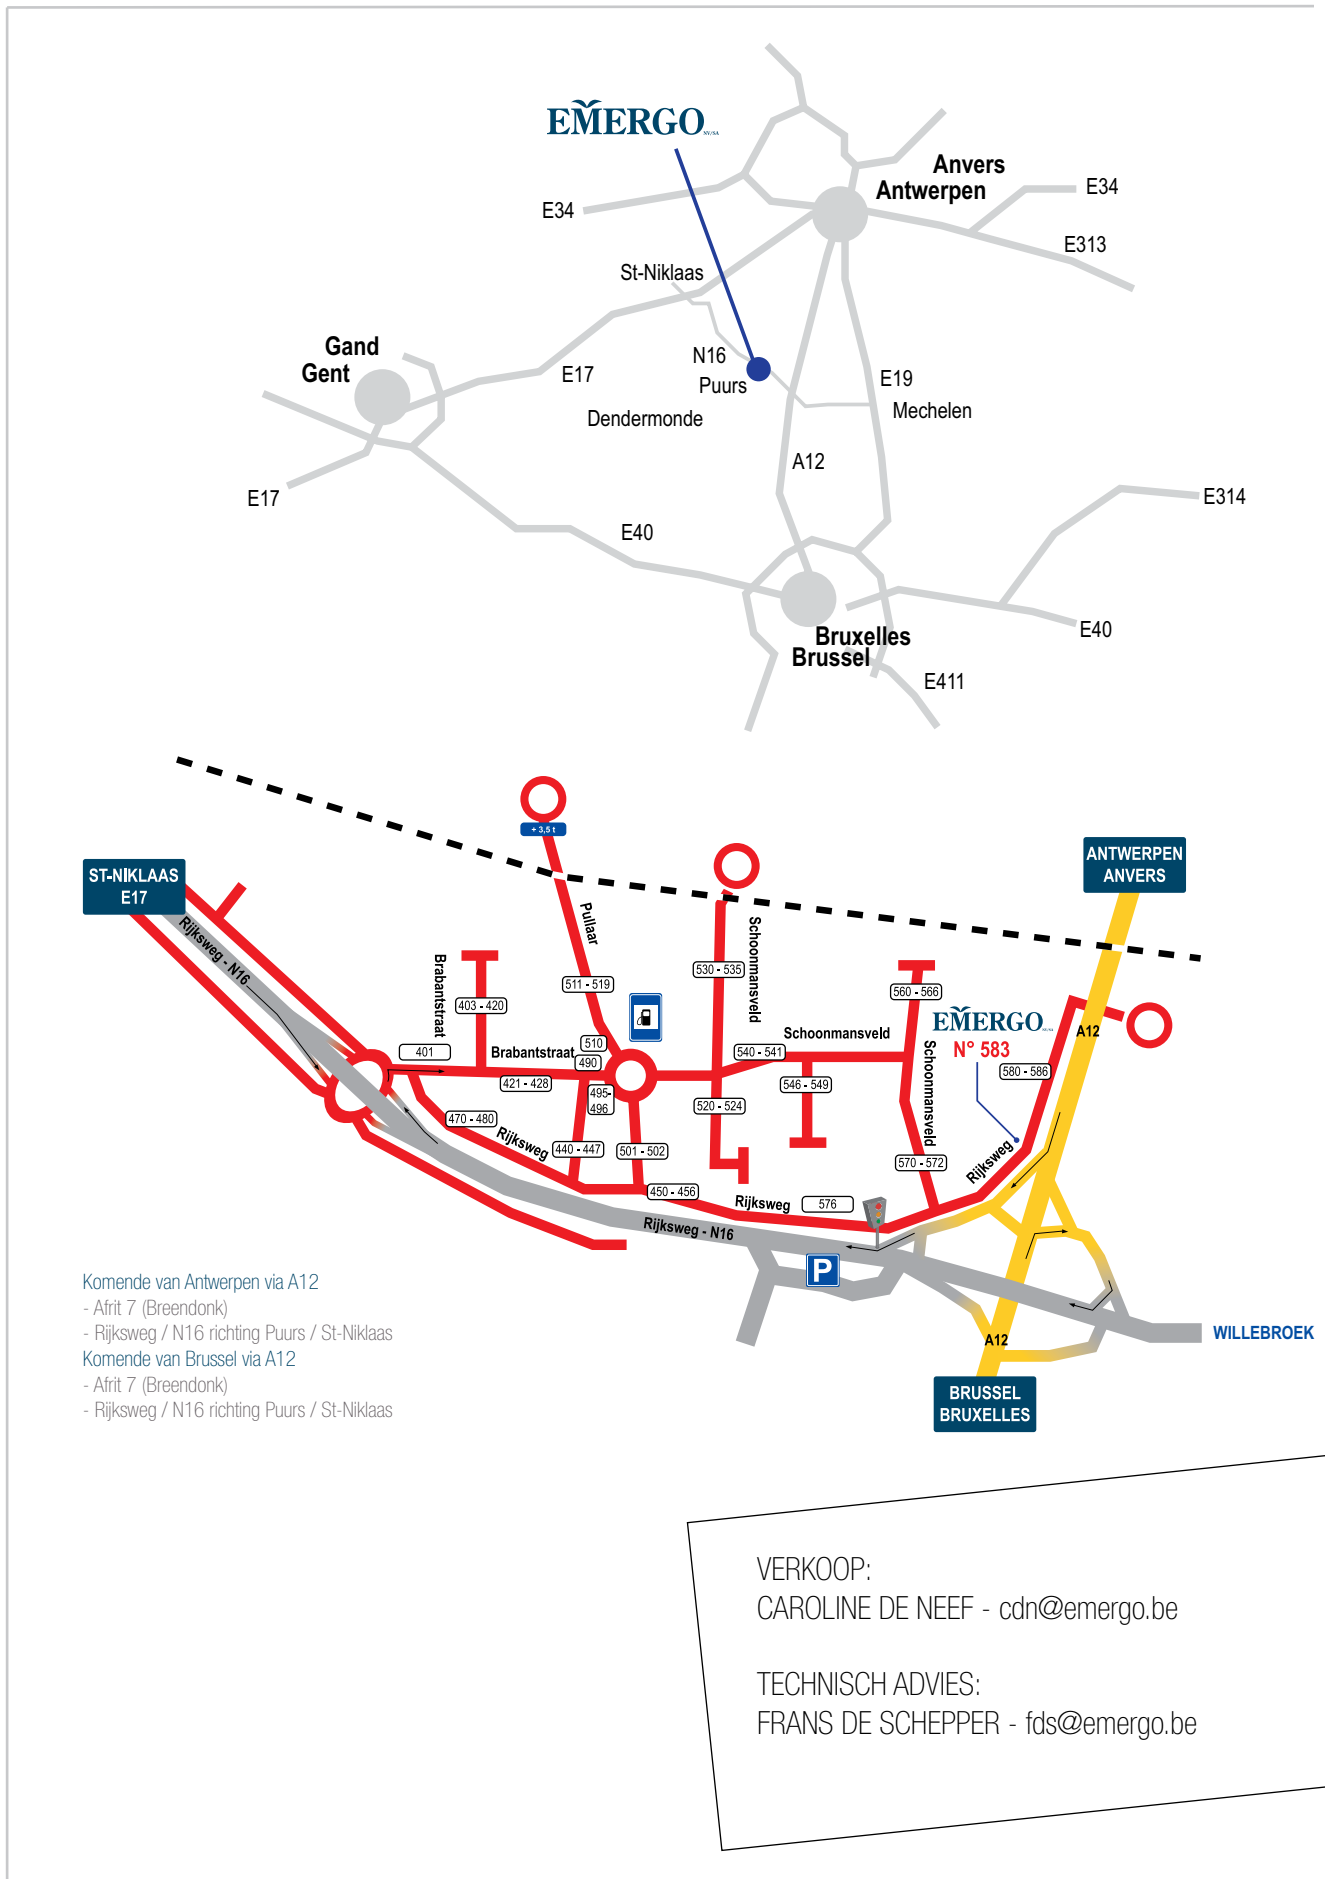 EMERGO NV/SA
Anvers
Antwerpen
E34
E34
E313
St-Niklaas
Gand
Gent
N16
Puurs
E17
E19
Mechelen
Dendermonde
A12
E17
E314
E40
Bruxelles
Brussel
E40
E411
+ 3,5 t
ANTWERPEN
ANVERS
ST-NIKLAAS
E17
Rijksweg - N16
Pullaar
Schoonmansveld
Brabantstraat
530 - 535
511 - 519
403 - 420
560 - 566
EMERGO
N° 583
A12
Schoonmansveld
510
490
Brabantstraat
401
540 - 541
Schoonmansveld
580 - 586
421 - 428
546 - 549
495-
496
520 - 524
470 - 480
Rijksweg
440 - 447
501 - 502
570 - 572
Rijksweg
450 - 456
Rijksweg
576
Rijksweg - N16
P
Komende van Antwerpen via A12
- Afrit 7 (Breendonk)
- Rijksweg / N16 richting Puurs / St-Niklaas
Komende van Brussel via A12
- Afrit 7 (Breendonk)
- Rijksweg / N16 richting Puurs / St-Niklaas
WILLEBROEK
A12
BRUSSEL
BRUXELLES
VERKOOP:
CAROLINE DE NEEF - cdn@emergo.be
TECHNISCH ADVIES:
FRANS DE SCHEPPER - fds@emergo.be